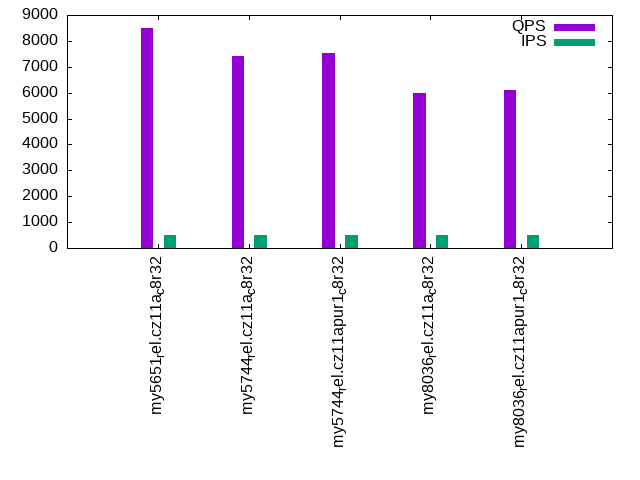 9000
8000
7000
6000
5000
4000
3000
2000
1000
0
QPS
IPS
my5651rel.cz11ac8r32
my5744rel.cz11ac8r32
my5744rel.cz11apur1c8r32
my8036rel.cz11ac8r32
my8036rel.cz11apur1c8r32